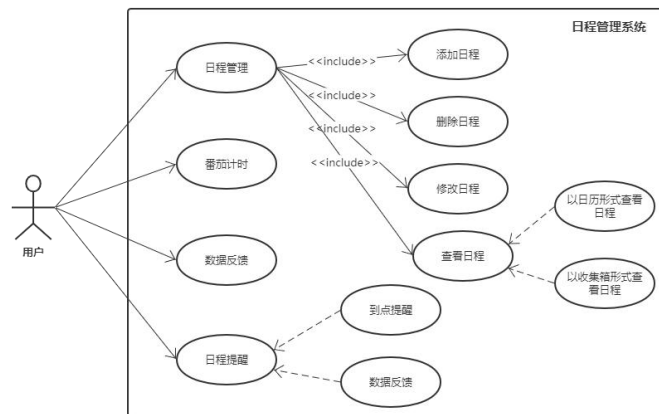 日程管理系统
日程管理
<<include>>
添加日程
<<include>>
删除日程
<<include>>
番茄计时
<<include>>
修改日程
以日历形式查看
日程
用户
数据反馈
查看日程
以收集箱形式查
看日程
到点提醒
日程提醒
数据反馈